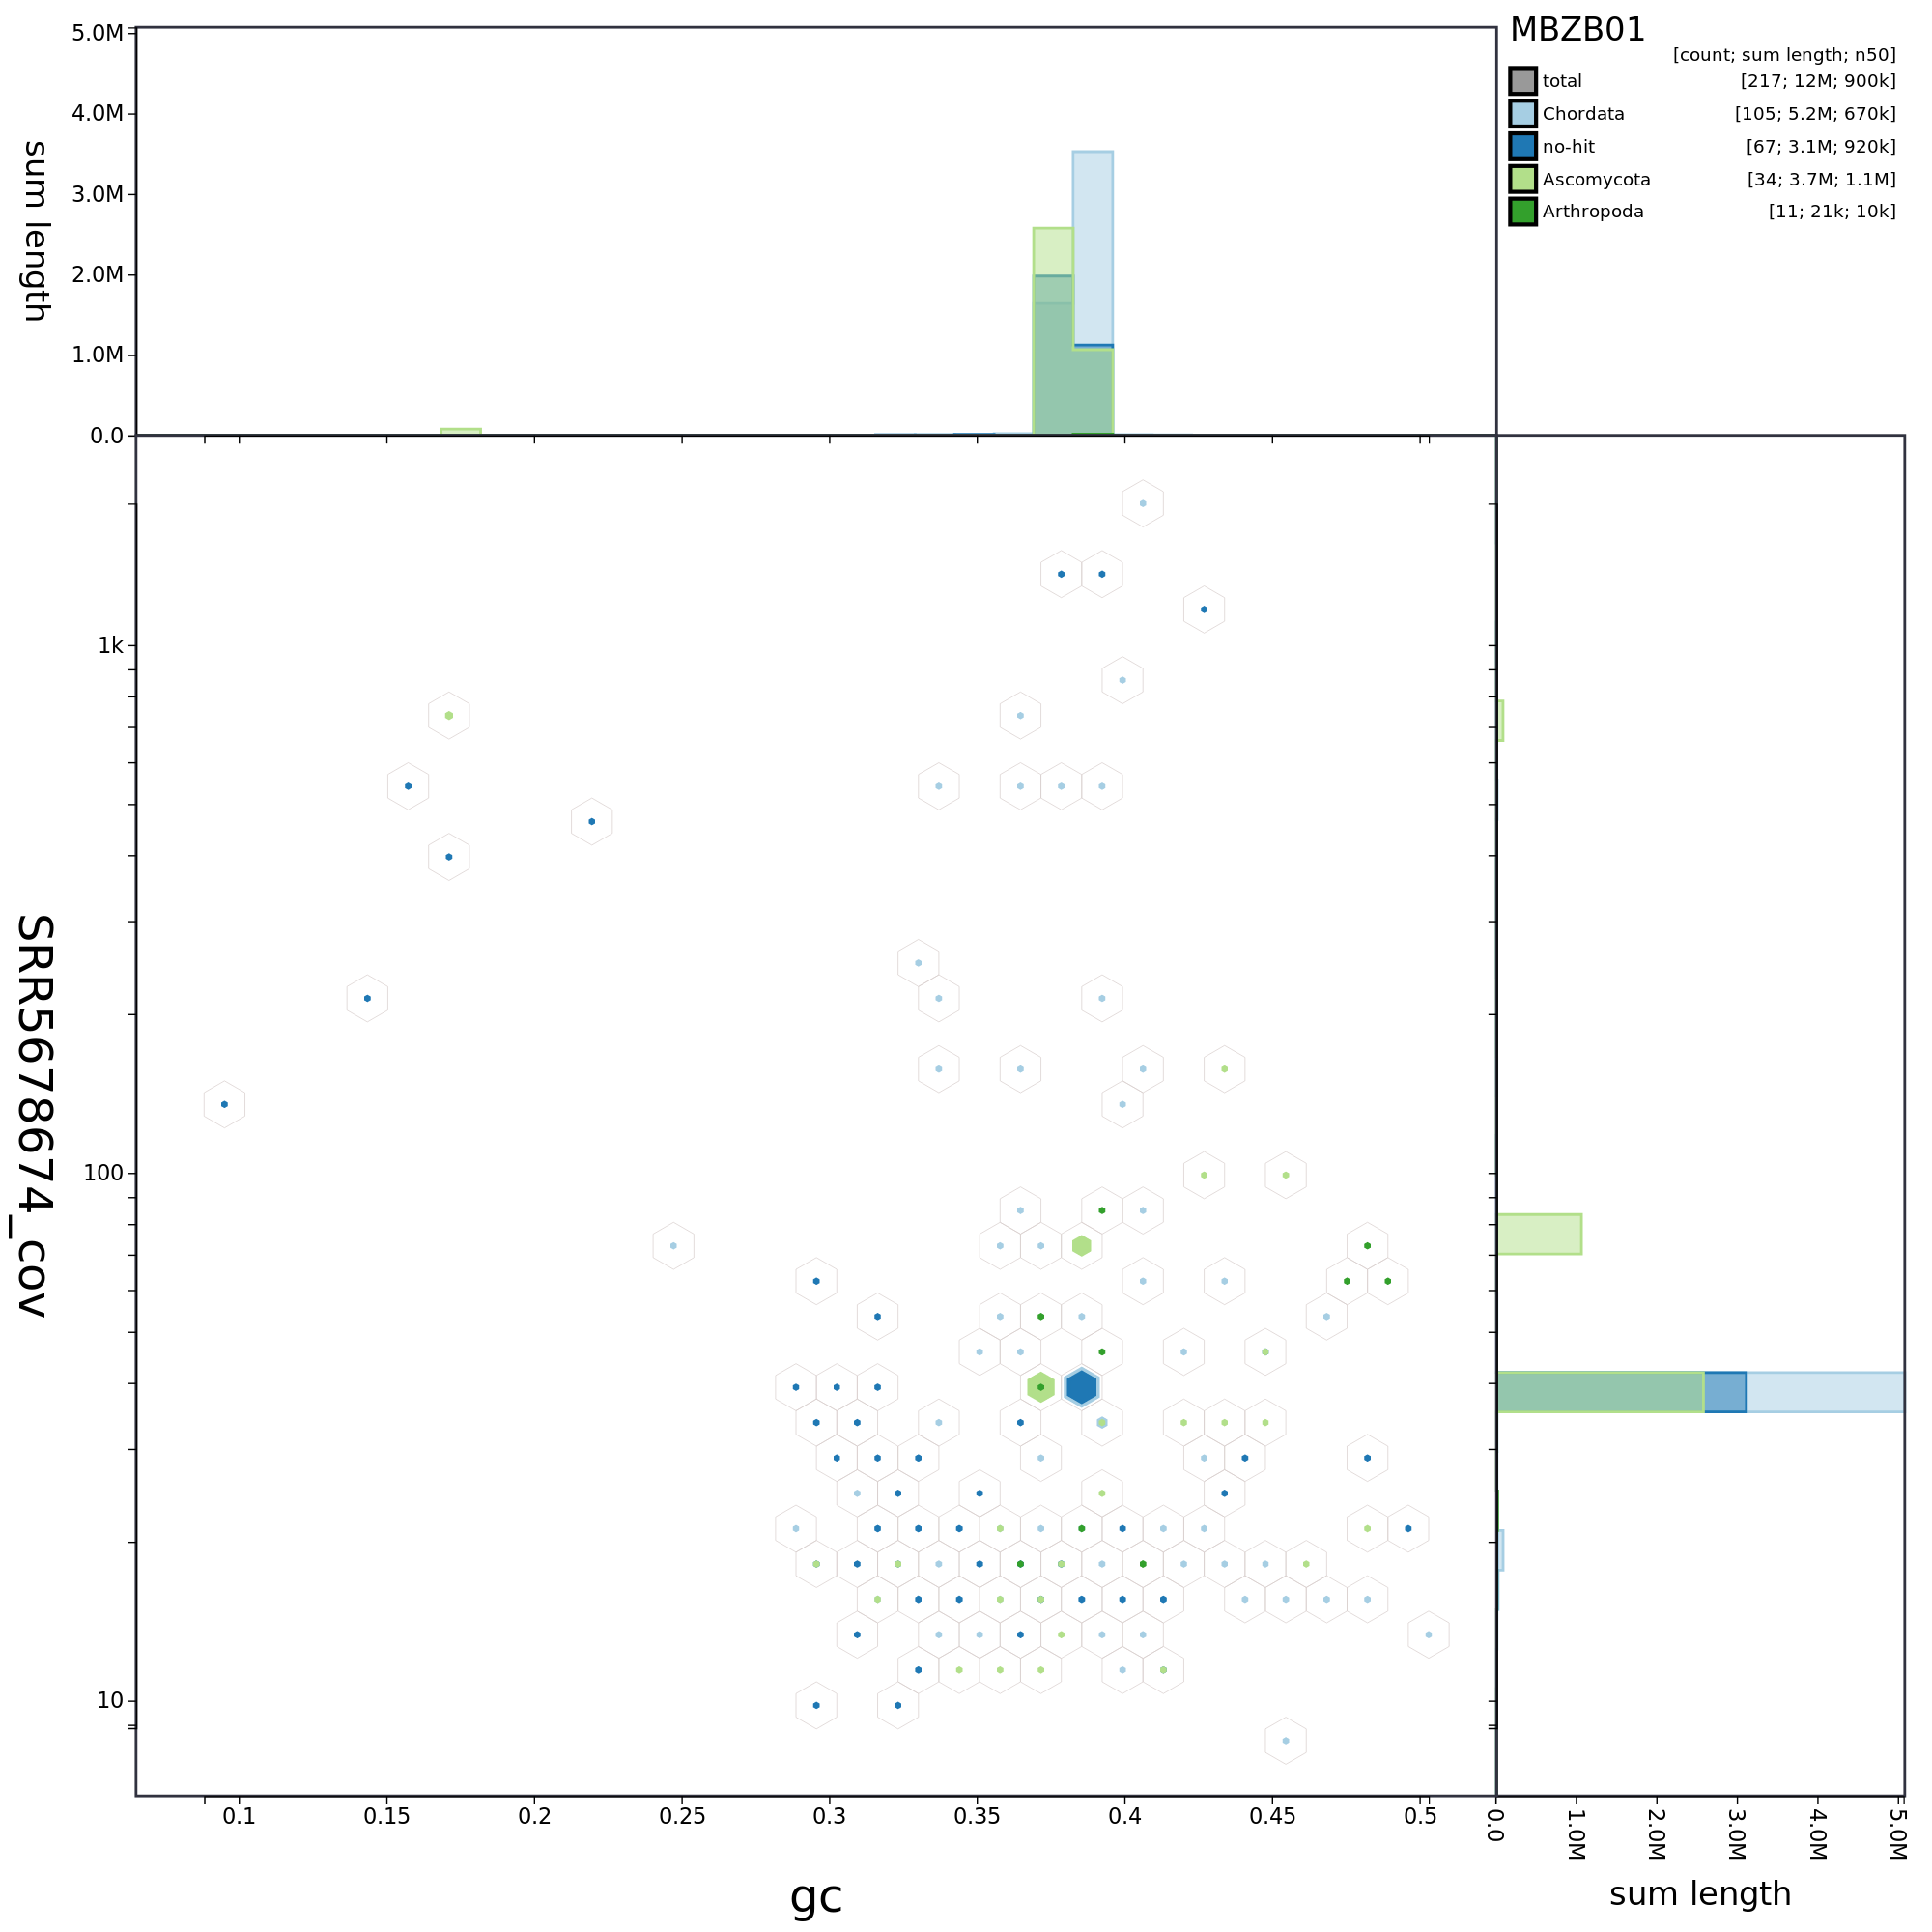 MBZB01
[count; sum length; n50]
total [217; 12M; 900k]
Chordata [105; 5.2M; 670k]
no-hit [67; 3.1M; 920k]
Ascomycota [34; 3.7M; 1.1M]
Arthropoda [11; 21k; 10k]
sum length
5.0M
4.0M
3.0M
2.0M
1.0M
0.0
SRR5678674_cov
1k
100
10
0.1 0.15 0.2 0.25 0.3 0.35 0.4 0.45 0.5
gc
0.0 1.0M 2.0M 3.0M 4.0M 5.0M
sum length